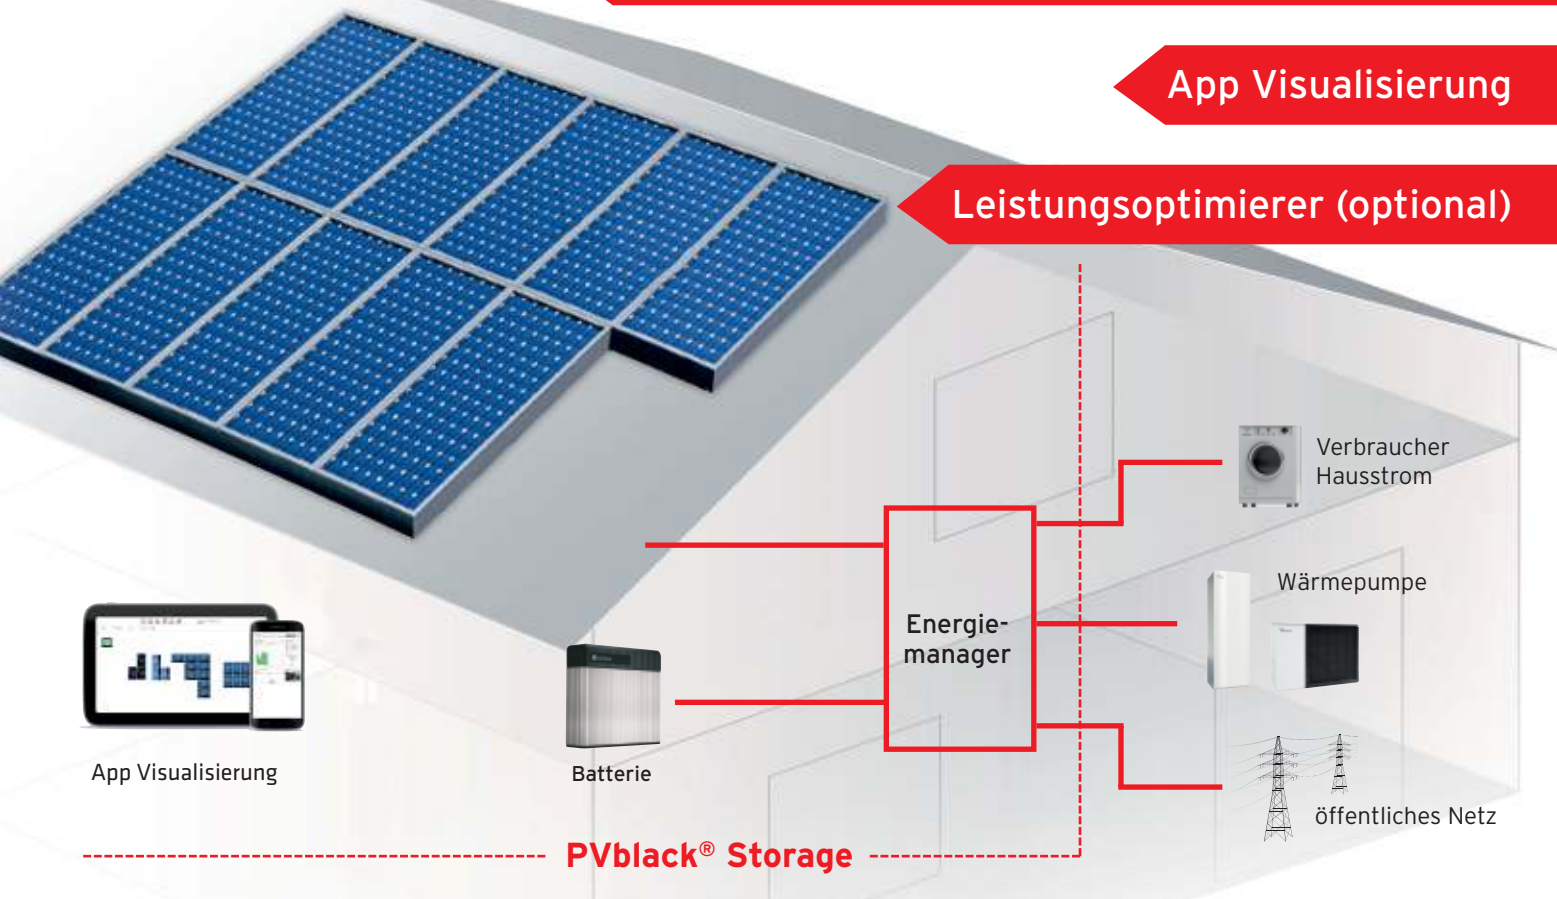 App Visualisierung
Leistungsoptimierer (optional)
Verbraucher
Hausstrom
Wärmepumpe
Energie-
manager
App Visualisierung
Batterie
öffentliches Netz
PVblack® Storage